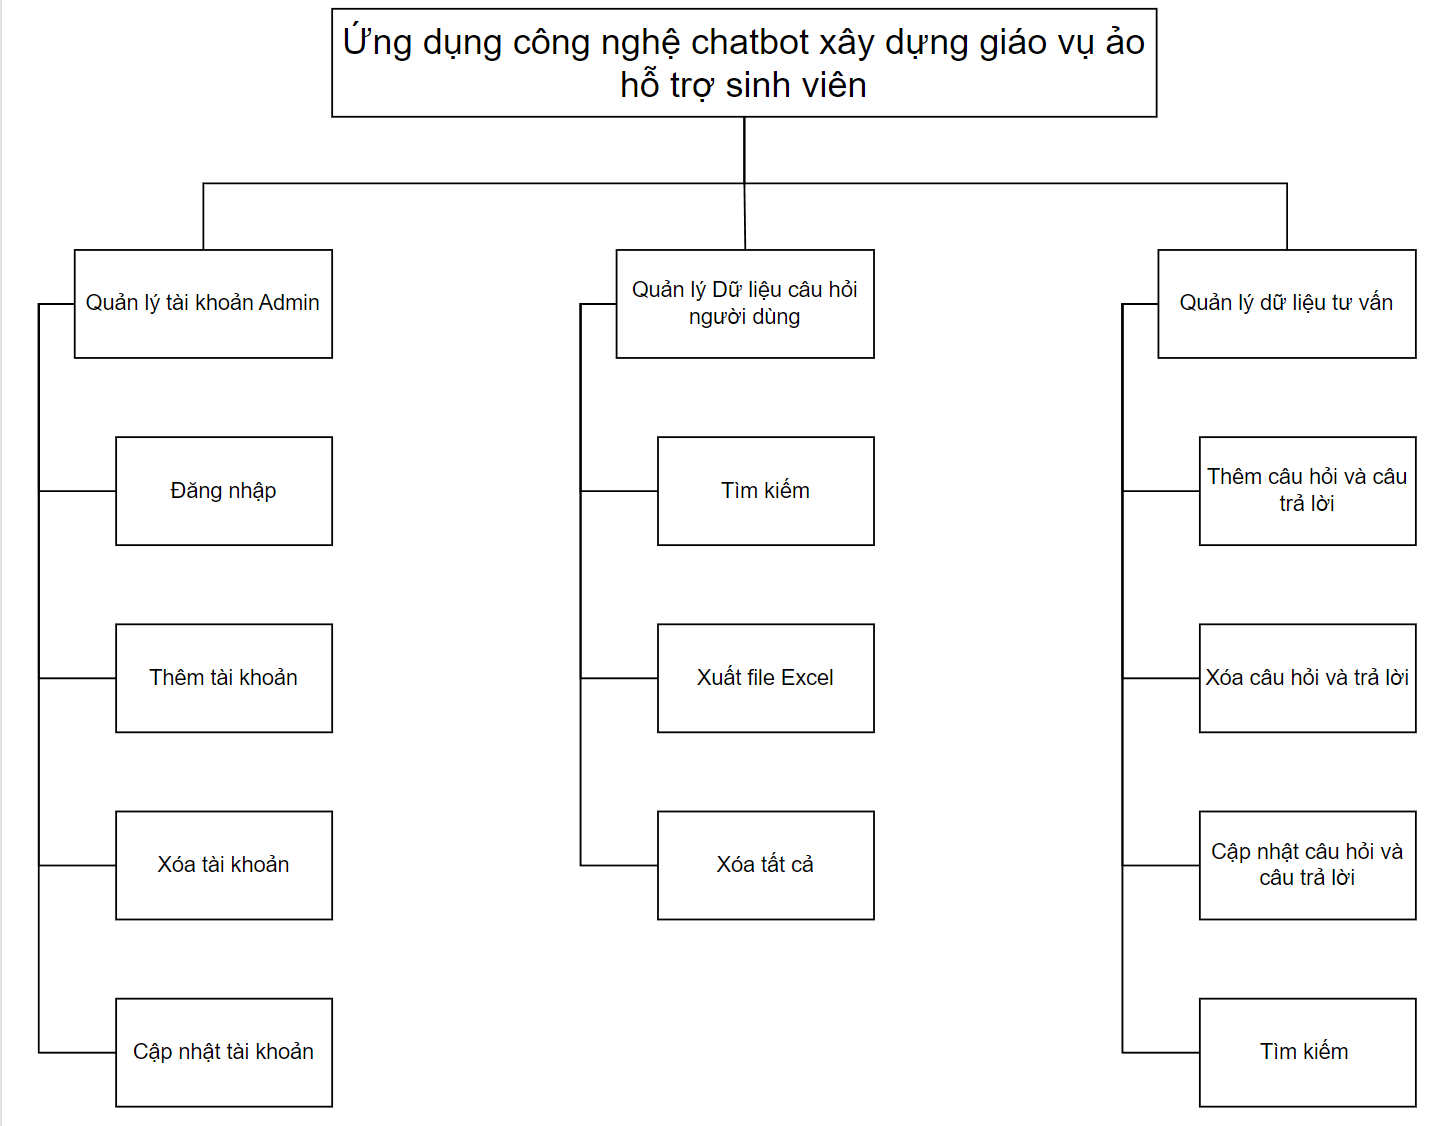 Ứng dụng công nghệ chatbot xây dựng giáo vụ ảo
hỗ trợ sinh viên
Quản lý tài khoản Admin
Đăng nhập
Thêm tài khoản
Xóa tài khoản
Cập nhật tài khoản
Quản lý Dữ liệu câu hỏi
người dùng
Tìm kiếm
Xuất file Excel
Xóa tất cả
Quản lý dữ liệu tư vấn
Thêm câu hỏi và câu
trả lời
Xóa câu hỏi và trả lời
Cập nhật câu hỏi và
câu trả lời
Tìm kiếm